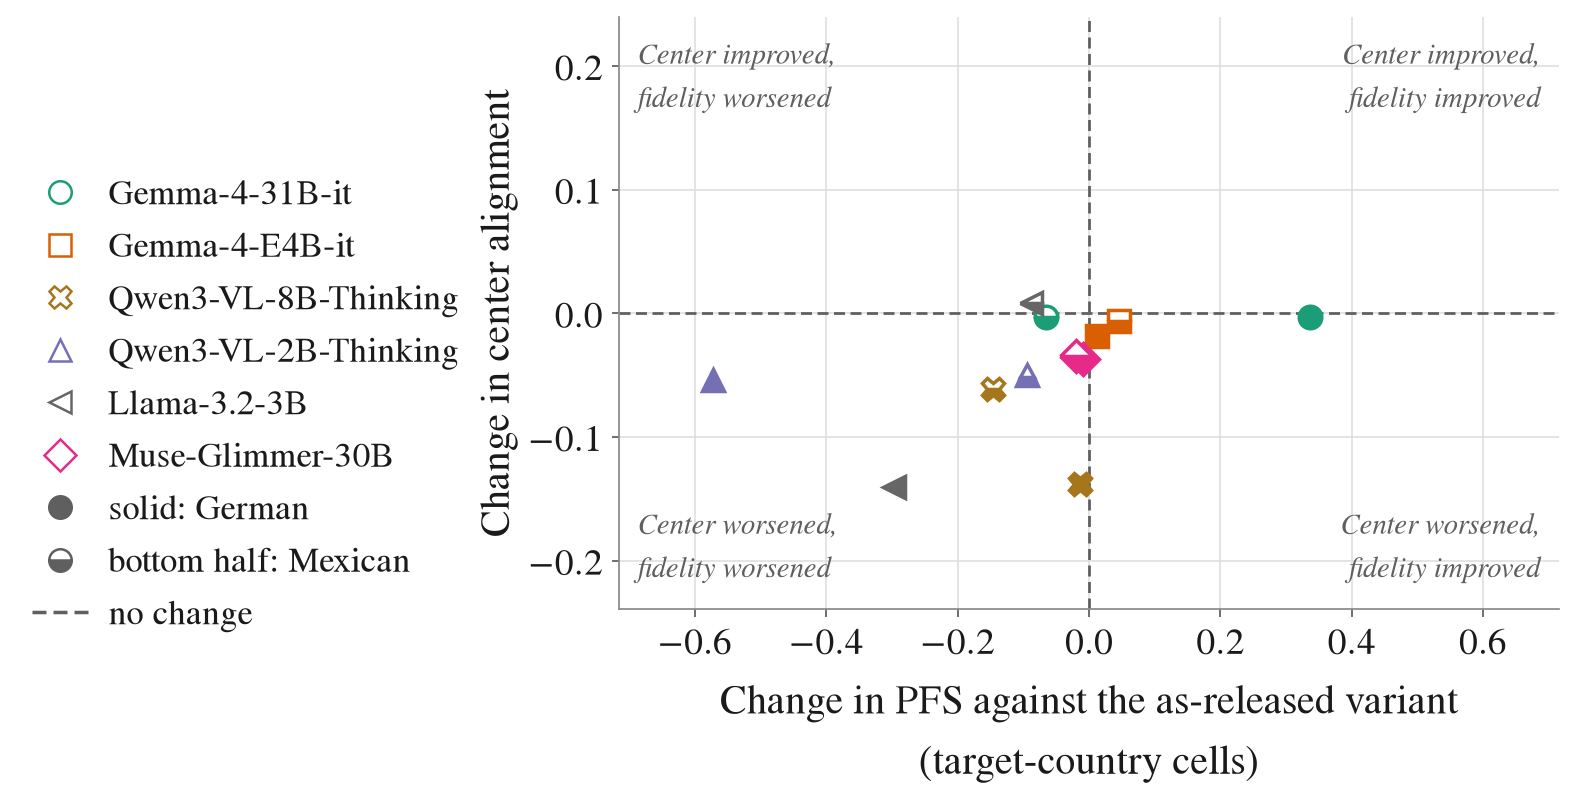 Gemma-4-31B-it
Gemma-4-E4B-it
Qwen3-VL-8B-Thinking
Qwen3-VL-2B-Thinking
Llama-3.2-3B
Muse-Glimmer-30B
solid: German
bottom half: Mexican
no change
Change in center alignment
0.2
0.1
0.0
−0.1
−0.2
Center improved,
fidelity worsened
Center improved,
fidelity improved
Center worsened,
fidelity worsened
Center worsened,
fidelity improved
−0.6
−0.4
−0.2
0.0
0.2
0.4
0.6
Change in PFS against the as-released variant
(target-country cells)